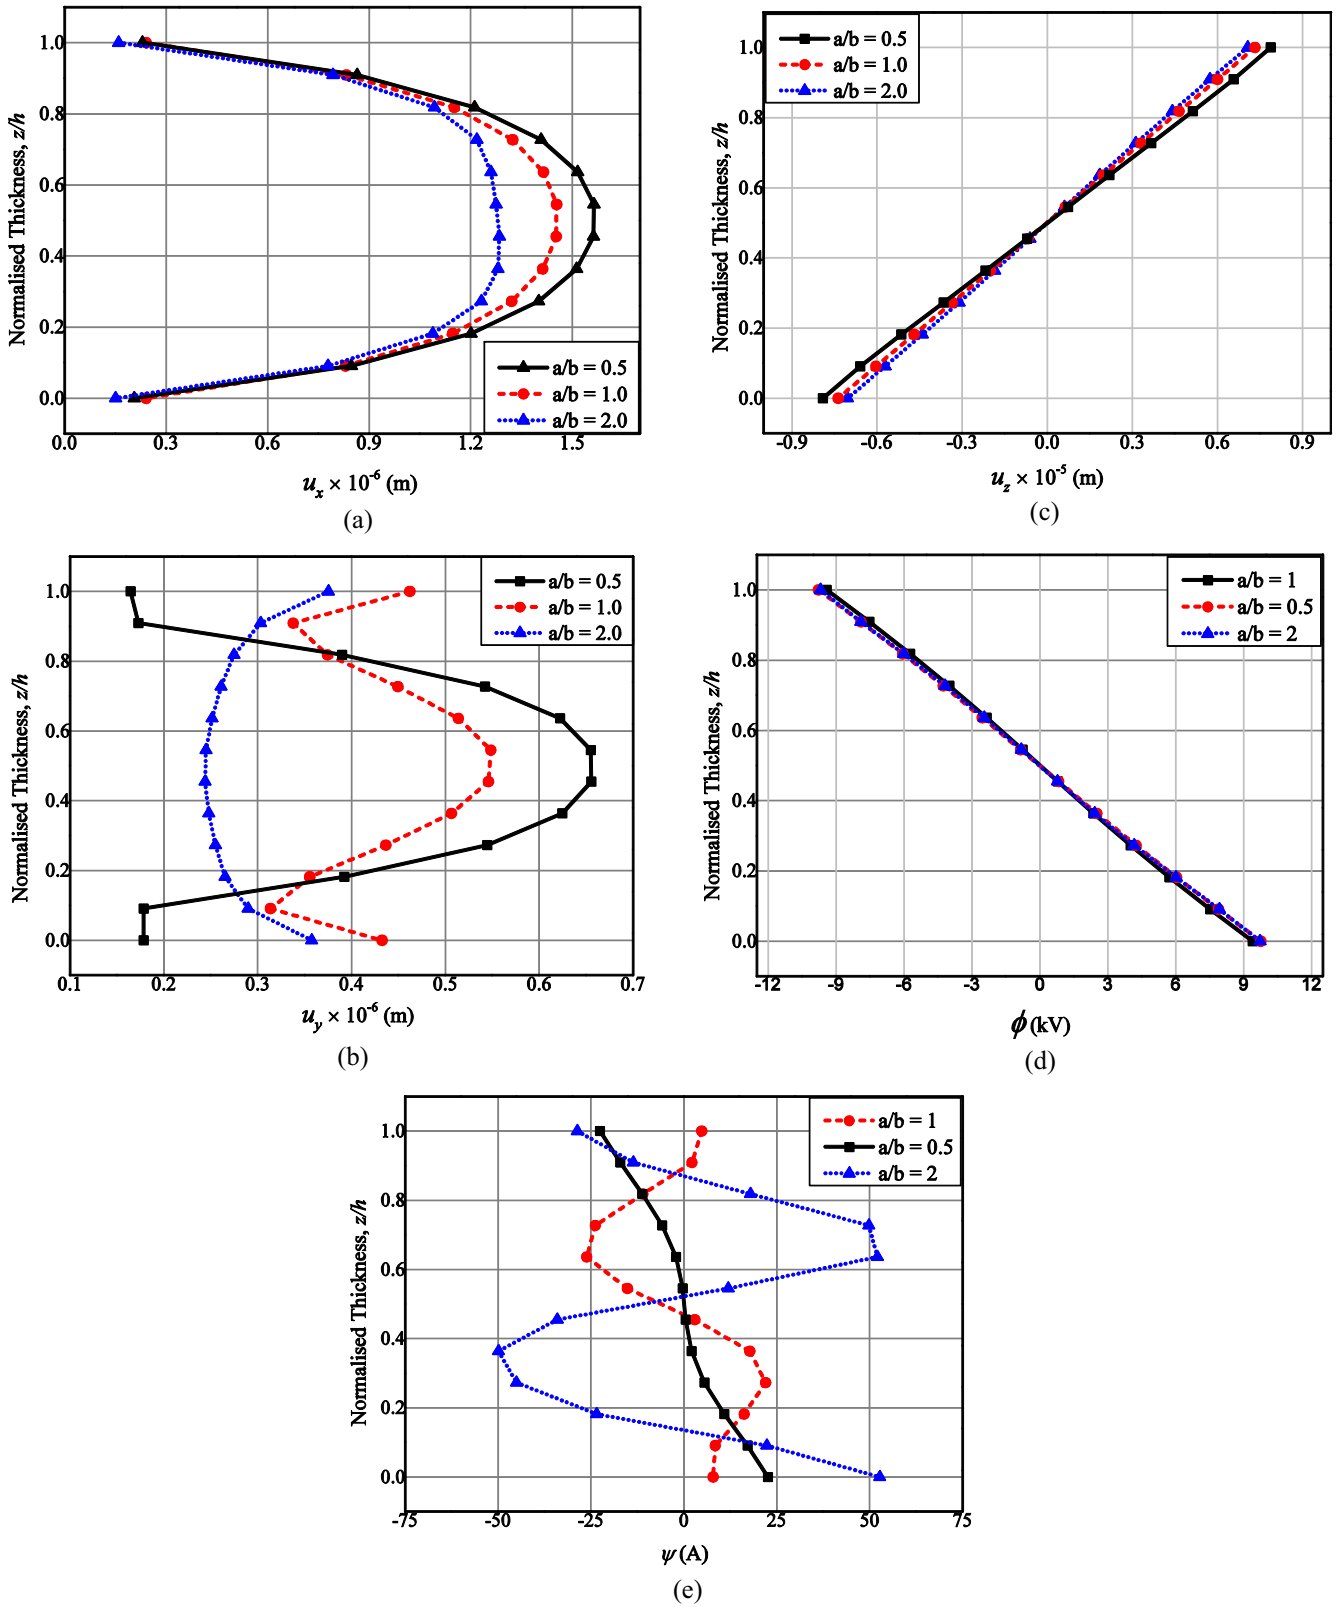 1.0
0.8
0.6
0.4
0.2
0.0
Normalised Thickness, z/h
a/b = 0.5
a/b = 1.0
a/b = 2.0
0.0 0.3 0.6 0.9 1.2 1.5
u_x × 10⁻⁶ (m)
(a)
a/b = 0.5
a/b = 1.0
a/b = 2.0
1.0
0.8
0.6
0.4
0.2
0.0
Normalised Thickness, z/h
-0.9 -0.6 -0.3 0.0 0.3 0.6 0.9
u_z × 10⁻⁵ (m)
(c)
a/b = 0.5
a/b = 1.0
a/b = 2.0
1.0
0.8
0.6
0.4
0.2
0.0
Normalised Thickness, z/h
0.1 0.2 0.3 0.4 0.5 0.6 0.7
u_y × 10⁻⁶ (m)
(b)
a/b = 1
a/b = 0.5
a/b = 2
1.0
0.8
0.6
0.4
0.2
0.0
Normalised Thickness, z/h
-12 -9 -6 -3 0 3 6 9 12
ϕ (kV)
(d)
a/b = 1
a/b = 0.5
a/b = 2
1.0
0.8
0.6
0.4
0.2
0.0
Normalised Thickness, z/h
-75 -50 -25 0 25 50 75
ψ (A)
(e)